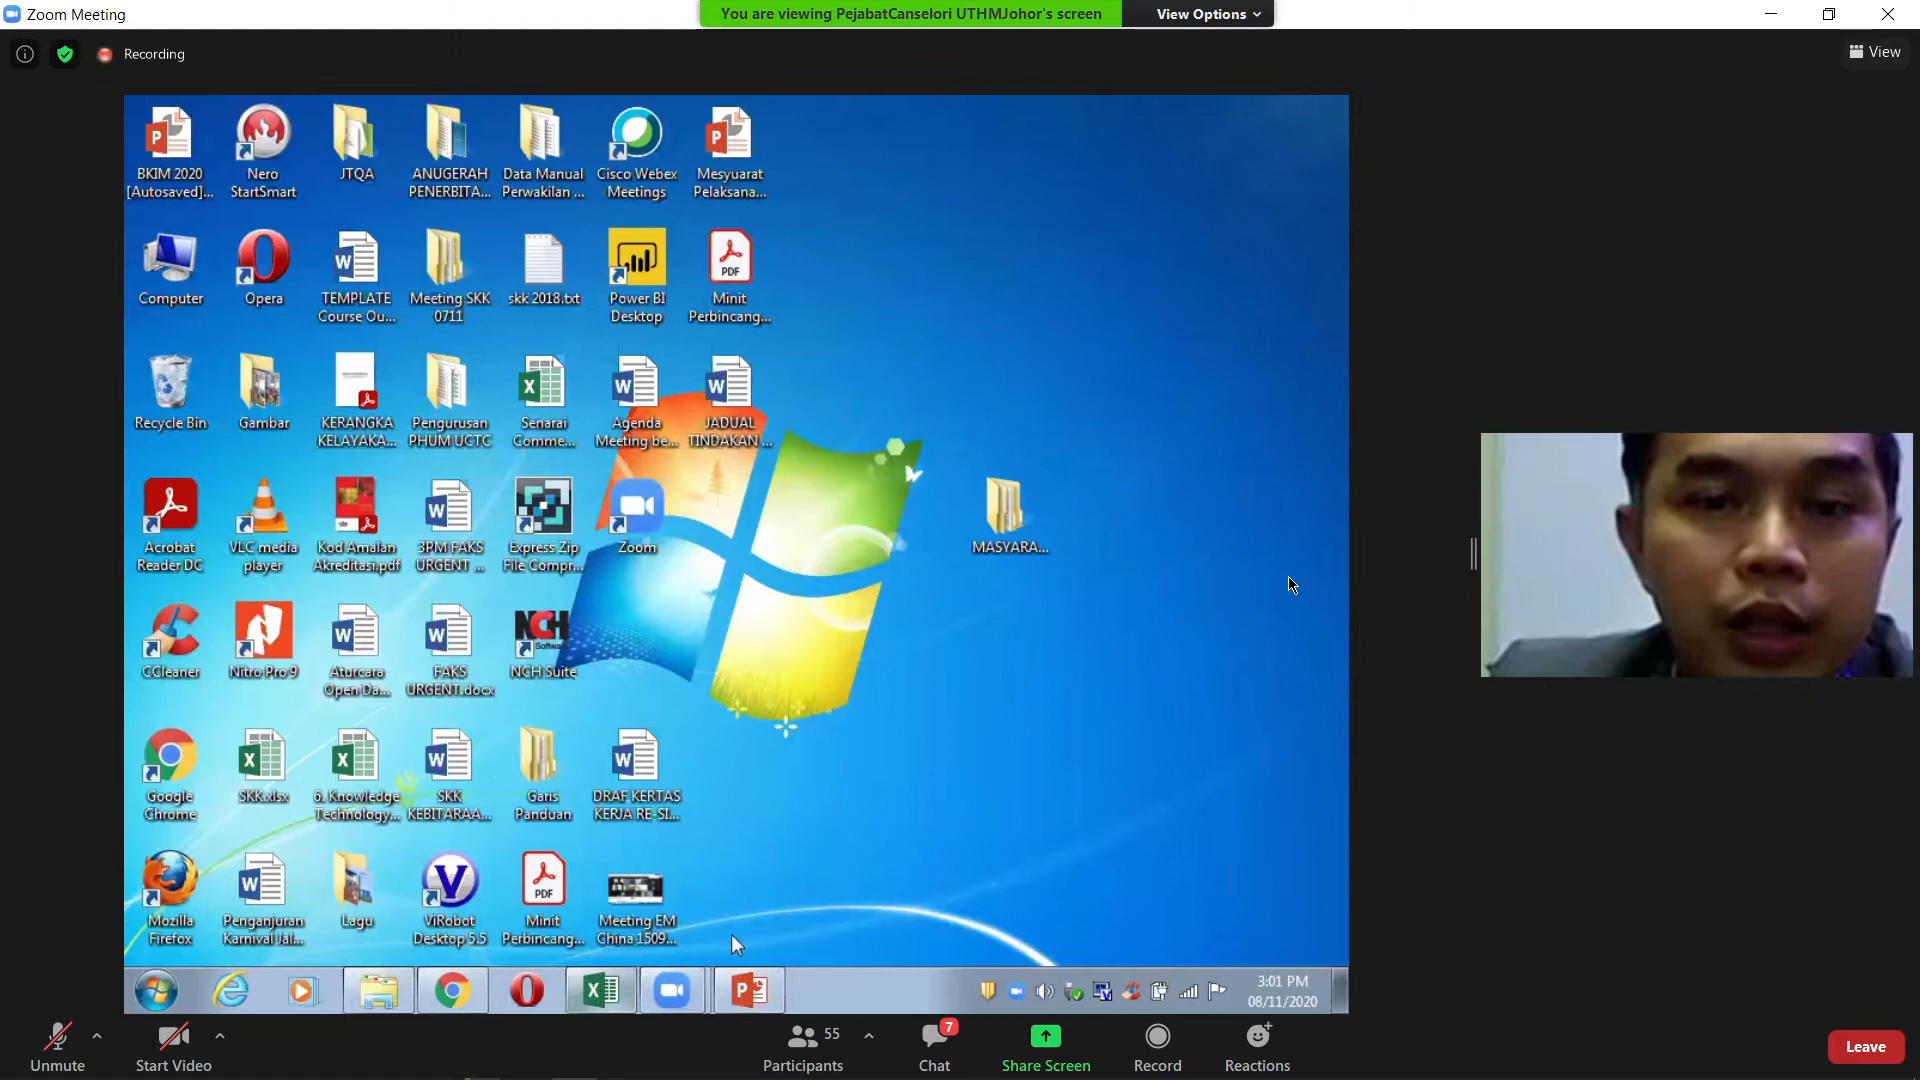 Zoom Meeting
You are viewing PejabatCanselori UTHMJohor's screen
View Options
Recording
View
BKIM 2020
[Autosaved]...
Nero
StartSmart
JTQA
ANUGERAH
PENERBITA...
Data Manual
Perwakilan ...
Cisco Webex
Meetings
Mesyuarat
Pelaksana...
Computer
Opera
TEMPLATE
Course Ou...
Meeting SKK
0711
skk 2018.txt
Power BI
Desktop
PDF
Minit
Perbincang...
Recycle Bin
Gambar
KERANGKA
KELAYAKA...
Pengurusan
PHUM UCTC
Senarai
Comme...
Agenda
Meeting be...
JADUAL
TINDAKAN ...
Acrobat
Reader DC
VLC media
player
Kod Amalan
Akreditasi.pdf
3PM FAKS
URGENT ...
Express Zip
File Compr...
Zoom
MASYARA...
CCleaner
Nitro Pro 9
Aturcara
Open Da...
FAKS
URGENT.docx
NCH
Software
NCH Suite
Google
Chrome
SKK.xlsx
6. Knowledge
Technology...
SKK
KEBITARAA...
Garis
Panduan
DRAF KERTAS
KERJA RE-SI...
Mozilla
Firefox
Penganjuran
Karnival Jal...
Lagu
ViRobot
Desktop 5.5
PDF
Minit
Perbincang...
Meeting EM
China 1509...
3:01 PM
08/11/2020
Unmute
Start Video
55
Participants
7
Chat
Share Screen
Record
Reactions
Leave